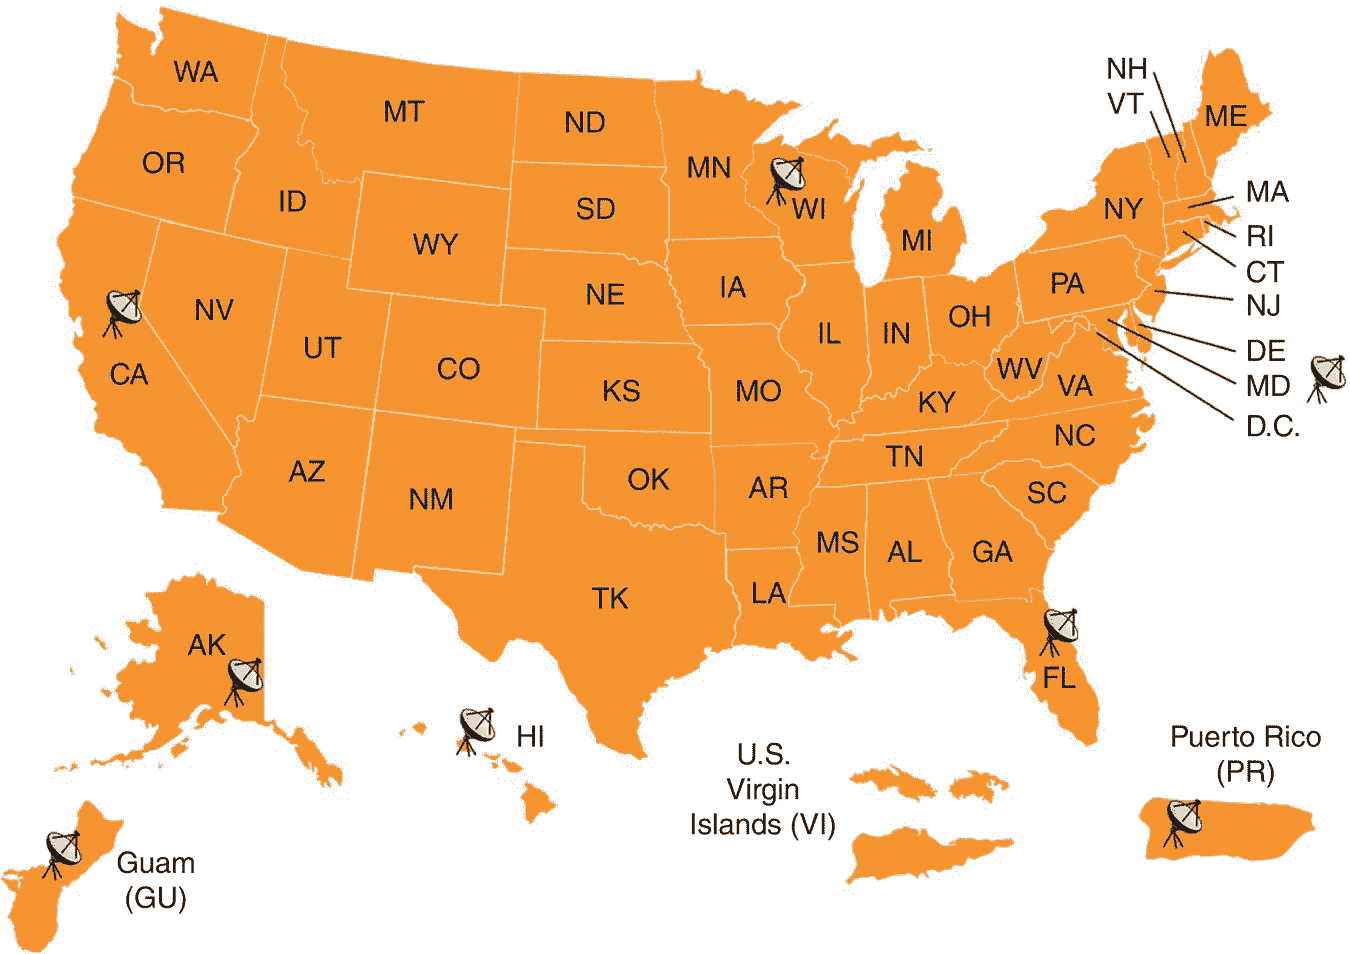 WA
MT
ND
MN
OR
ID
SD
WI
WY
MI
NH
VT
ME
NY
MA
RI
CT
NJ
DE
MD
D.C.
NV
UT
CO
NE
IA
IL
IN
OH
PA
CA
KS
MO
KY
WV
VA
AZ
NM
OK
AR
TN
NC
SC
MS
AL
GA
TK
LA
FL
AK
HI
U.S.
Virgin
Islands (VI)
Puerto Rico
(PR)
Guam
(GU)